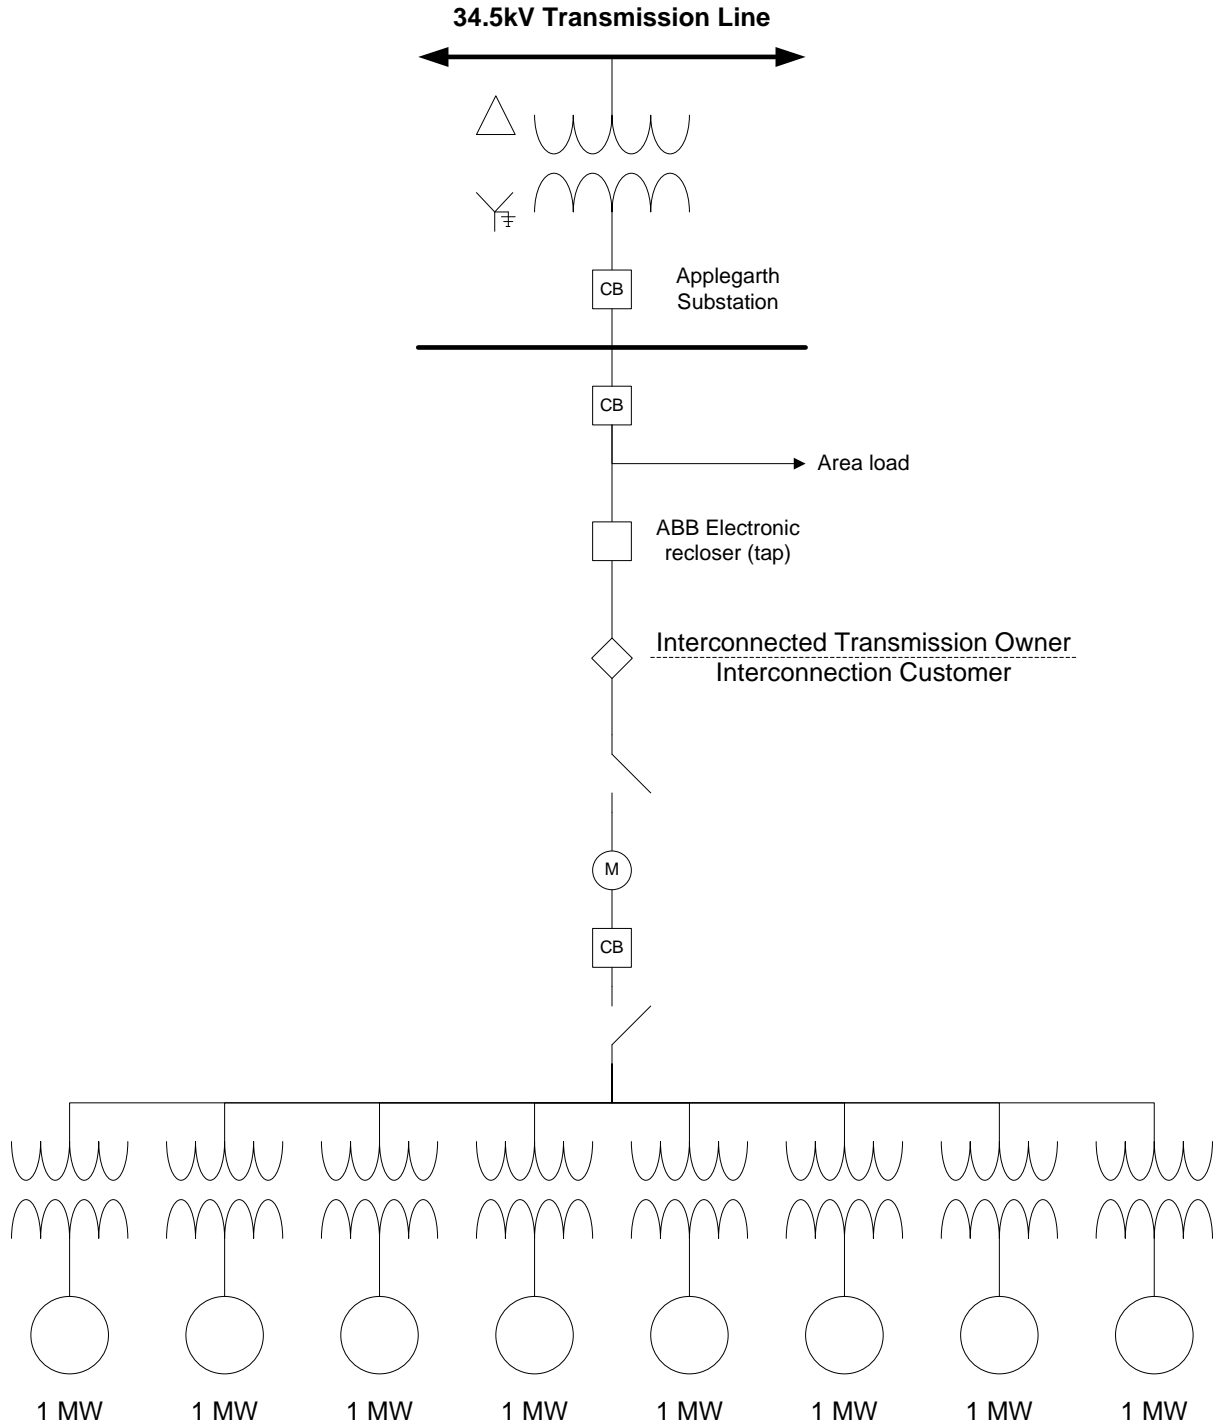 34.5kV Transmission Line
CB
Applegarth
Substation
CB
Area load
ABB Electronic
recloser (tap)
Interconnected Transmission Owner
Interconnection Customer
M
CB
1 MW 1 MW 1 MW 1 MW 1 MW 1 MW 1 MW 1 MW